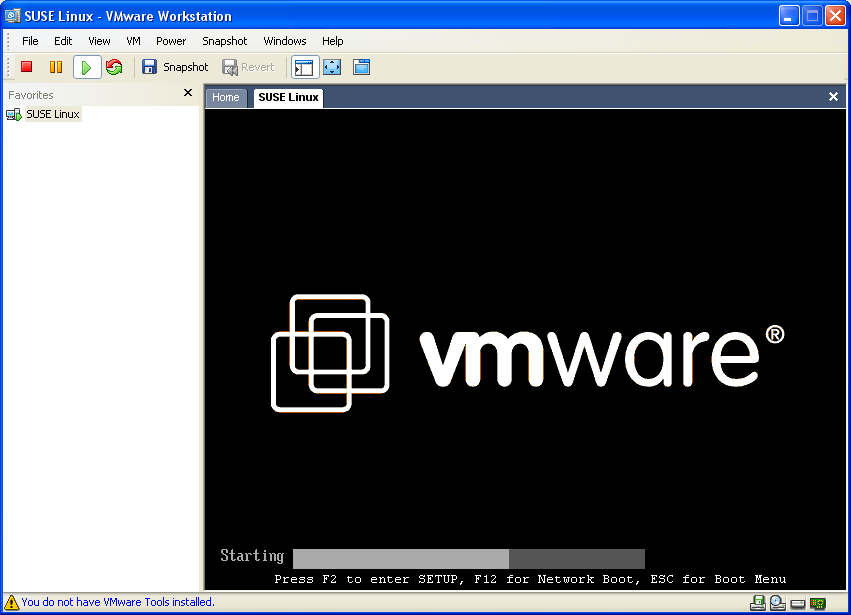 SUSE Linux - VMware Workstation
File Edit View VM Power Snapshot Windows Help
Snapshot Revert
Favorites
SUSE Linux
Home SUSE Linux
vmware®
Starting
Press F2 to enter SETUP, F12 for Network Boot, ESC for Boot Menu
You do not have VMware Tools installed.